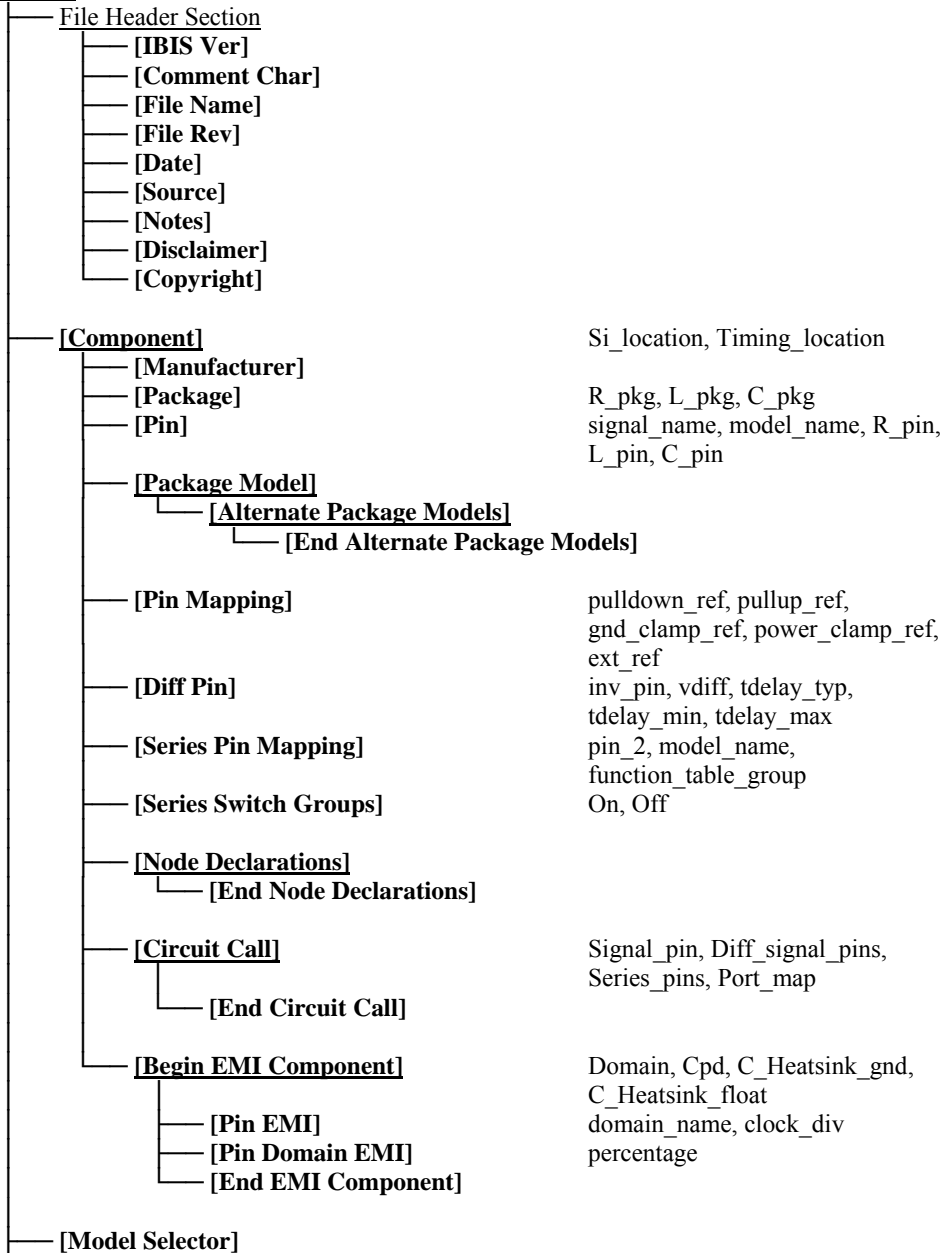 File Header Section
[IBIS Ver]
[Comment Char]
[File Name]
[File Rev]
[Date]
[Source]
[Notes]
[Disclaimer]
[Copyright]
[Component] Si_location, Timing_location
[Manufacturer]
[Package] R_pkg, L_pkg, C_pkg
[Pin] signal_name, model_name, R_pin,
L_pin, C_pin
[Package Model]
[Alternate Package Models]
[End Alternate Package Models]
[Pin Mapping] pulldown_ref, pullup_ref,
gnd_clamp_ref, power_clamp_ref,
ext_ref
[Diff Pin] inv_pin, vdiff, tdelay_typ,
tdelay_min, tdelay_max
[Series Pin Mapping] pin_2, model_name,
function_table_group
[Series Switch Groups] On, Off
[Node Declarations]
[End Node Declarations]
[Circuit Call] Signal_pin, Diff_signal_pins,
Series_pins, Port_map
[End Circuit Call]
[Begin EMI Component] Domain, Cpd, C_Heatsink_gnd,
C_Heatsink_float
[Pin EMI] domain_name, clock_div
[Pin Domain EMI] percentage
[End EMI Component]
[Model Selector]